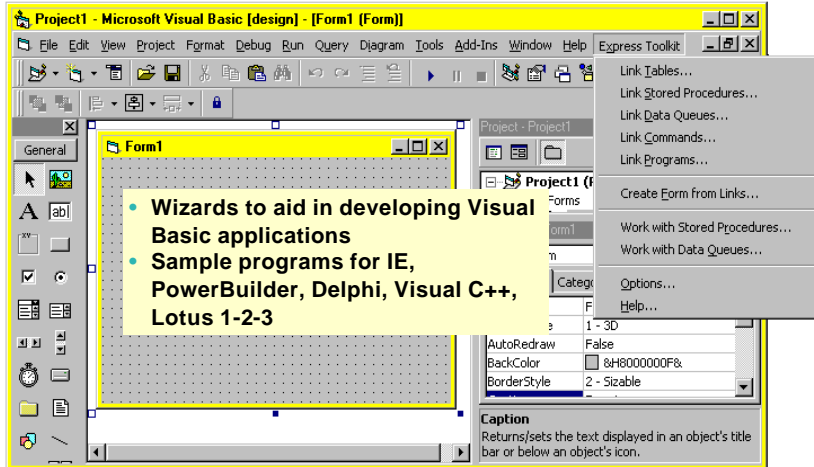 Project1 - Microsoft Visual Basic [design] - [Form1 (Form)]
File Edit View Project Format Debug Run Query Diagram Tools Add-Ins Window Help Express Toolkit
Link Tables...
Link Stored Procedures...
Link Data Queues...
Link Commands...
Link Programs...
Create Form from Links...
Work with Stored Procedures...
Work with Data Queues...
Options...
Help...
General
A
ab
xv
Form1
• Wizards to aid in developing Visual
Basic applications
• Sample programs for IE,
PowerBuilder, Delphi, Visual C++,
Lotus 1-2-3
Project - Project1
Project1 (
Forms
1 - 3D
AutoRedraw False
BackColor &H8000000F&
BorderStyle 2 - Sizable
Caption
Returns/sets the text displayed in an object's title
bar or below an object's icon.